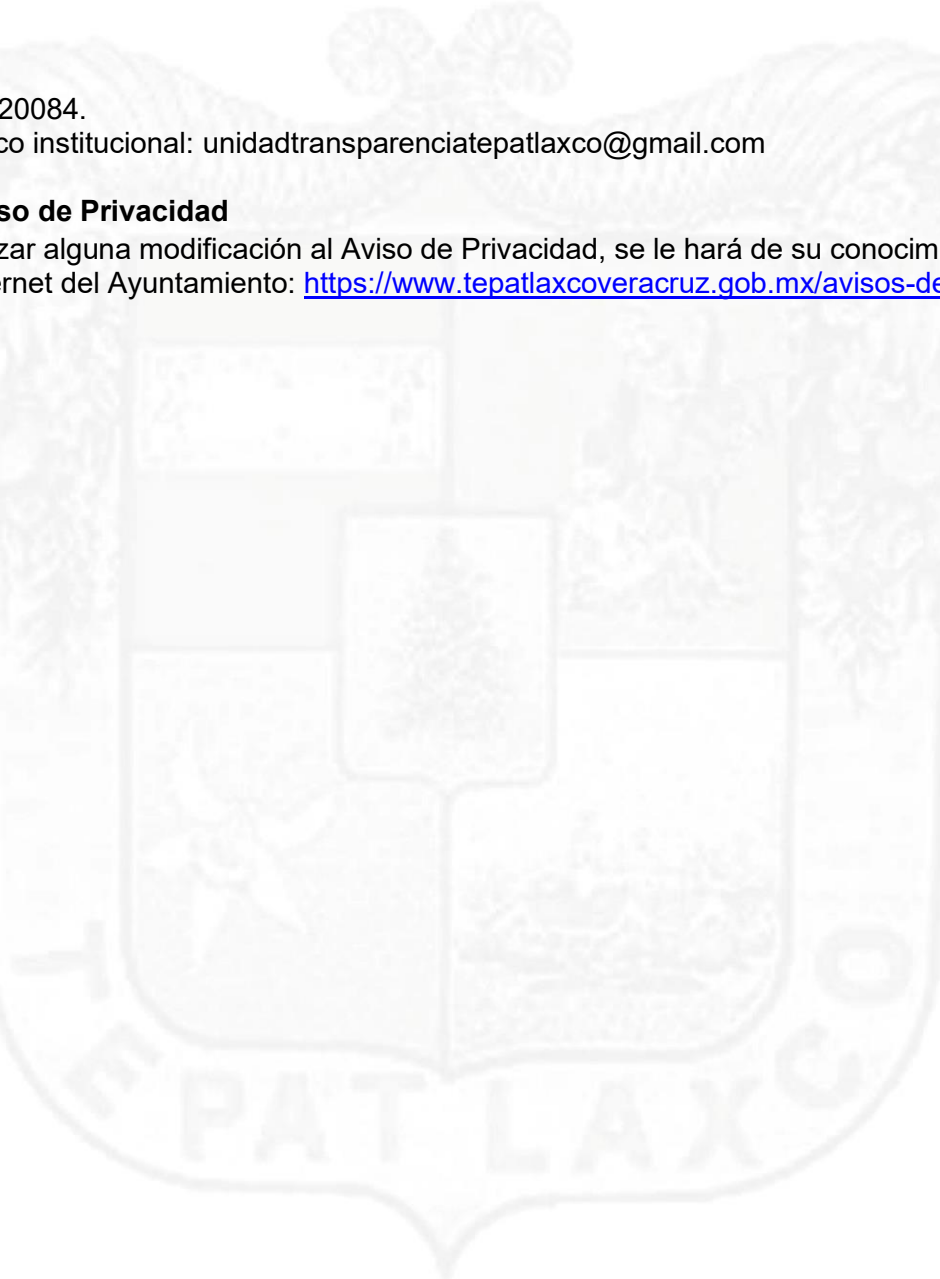 20084.
co institucional: unidadtransparenciatepatlaxco@gmail.com
so de Privacidad
zar alguna modificación al Aviso de Privacidad, se le hará de su conocim
ernet del Ayuntamiento: https://www.tepatlaxcoveracruz.gob.mx/avisos-de
TEPATLAXCO